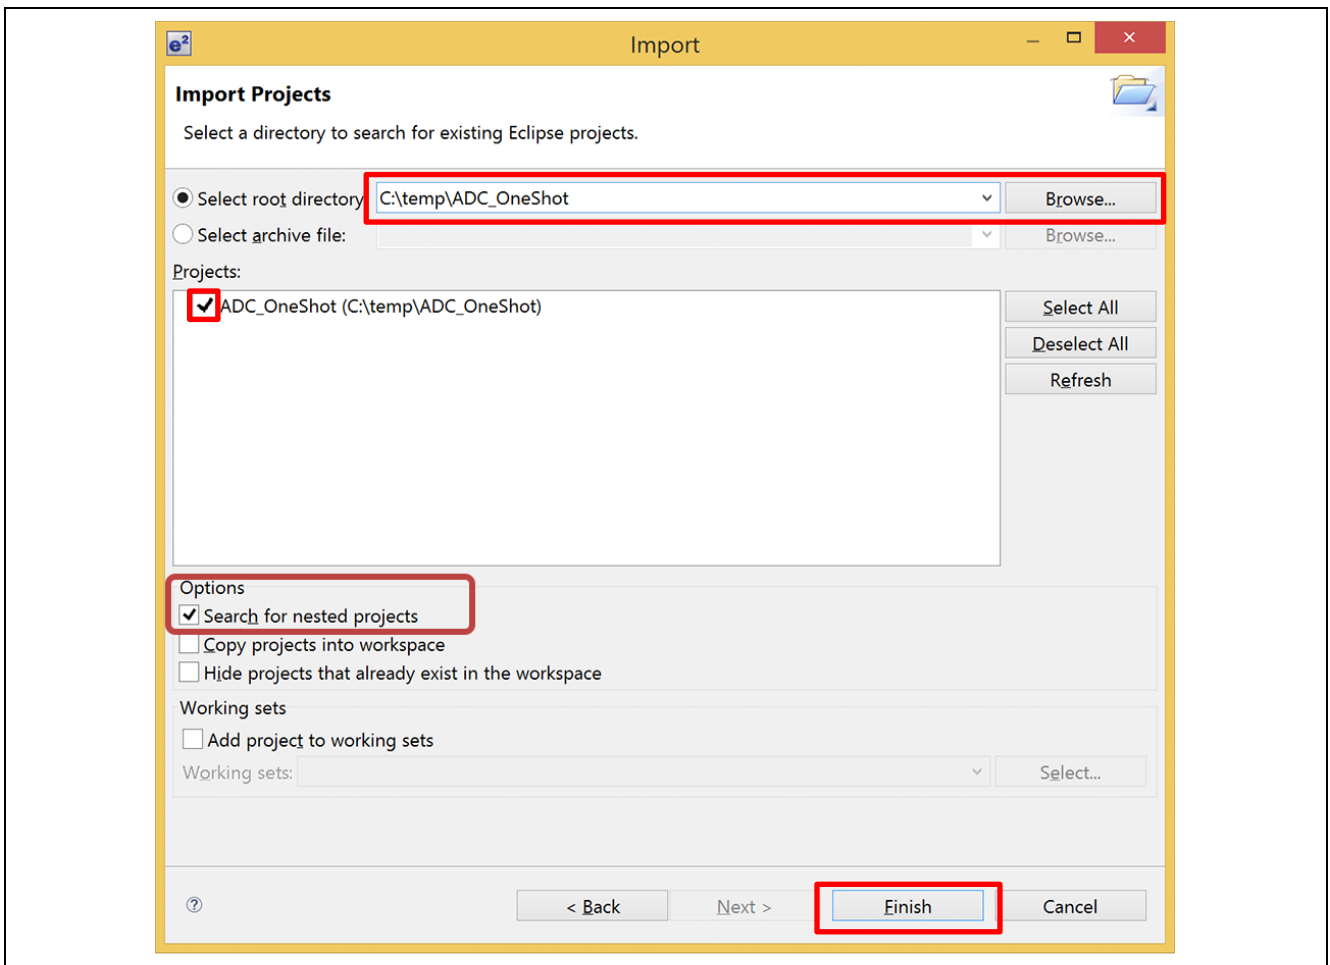 e²
Import
Import Projects
Select a directory to search for existing Eclipse projects.
Select root directory C:\temp\ADC_OneShot Browse...
Select archive file: Browse...
Projects:
ADC_OneShot (C:\temp\ADC_OneShot)
Select All
Deselect All
Refresh
Options
Search for nested projects
Copy projects into workspace
Hide projects that already exist in the workspace
Working sets
Add project to working sets
Working sets: Select...
? < Back Next > Finish Cancel